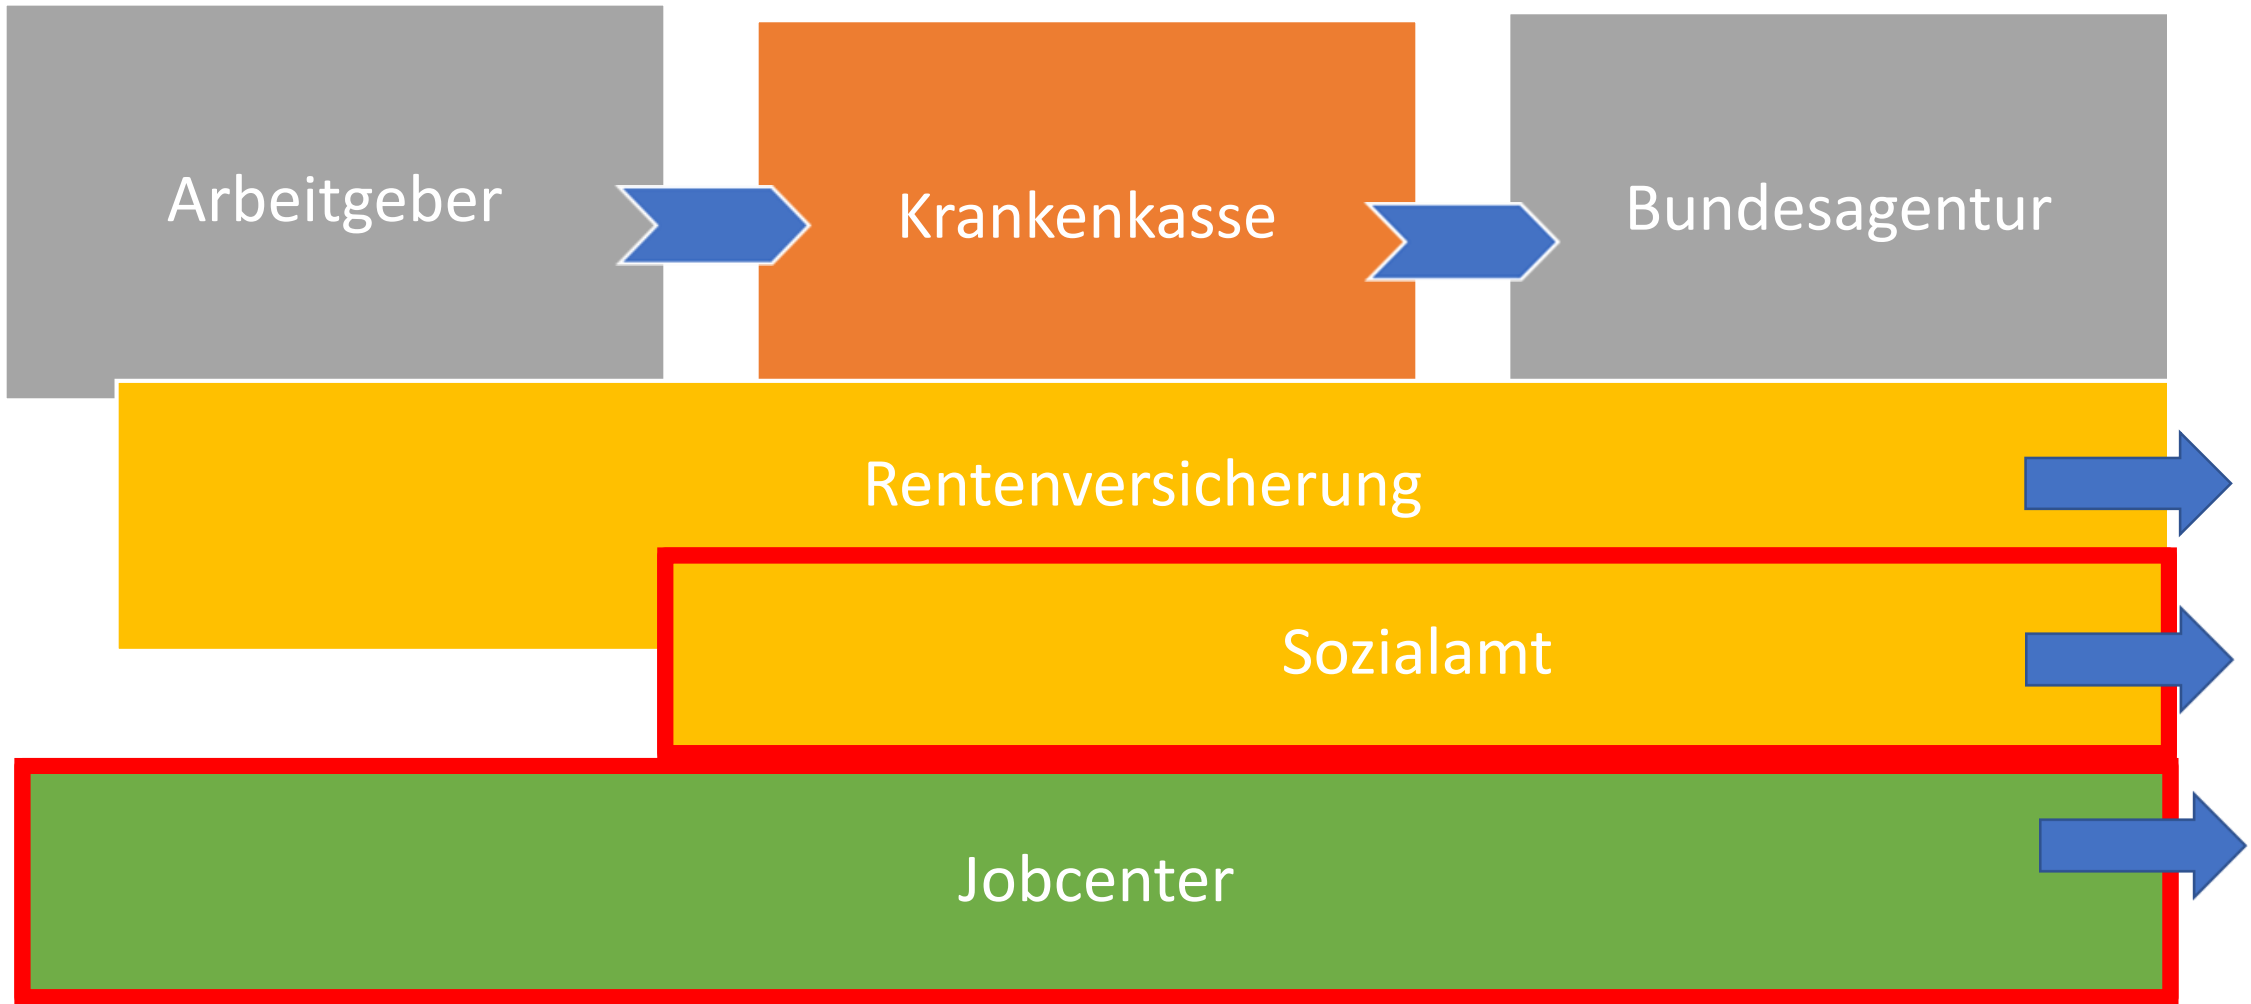 Arbeitgeber
Krankenkasse
Bundesagentur
Rentenversicherung
Sozialamt
Jobcenter